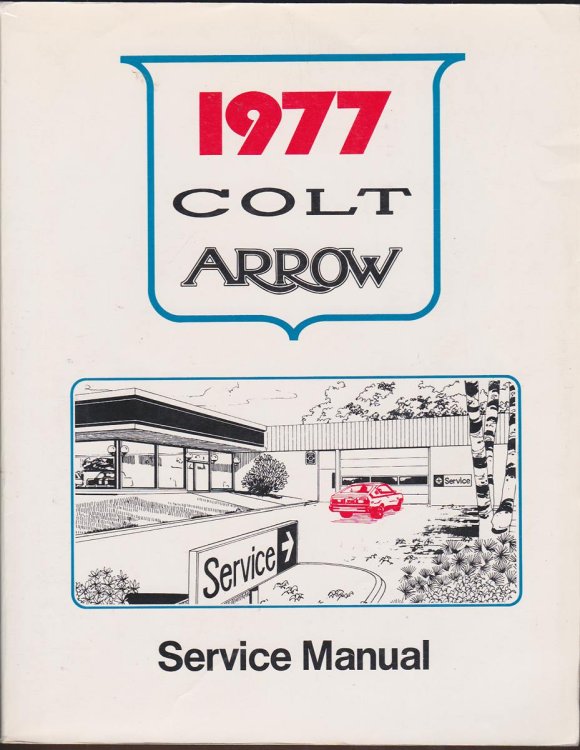 1977
COLT
ARROW
Service
Service
Service Manual